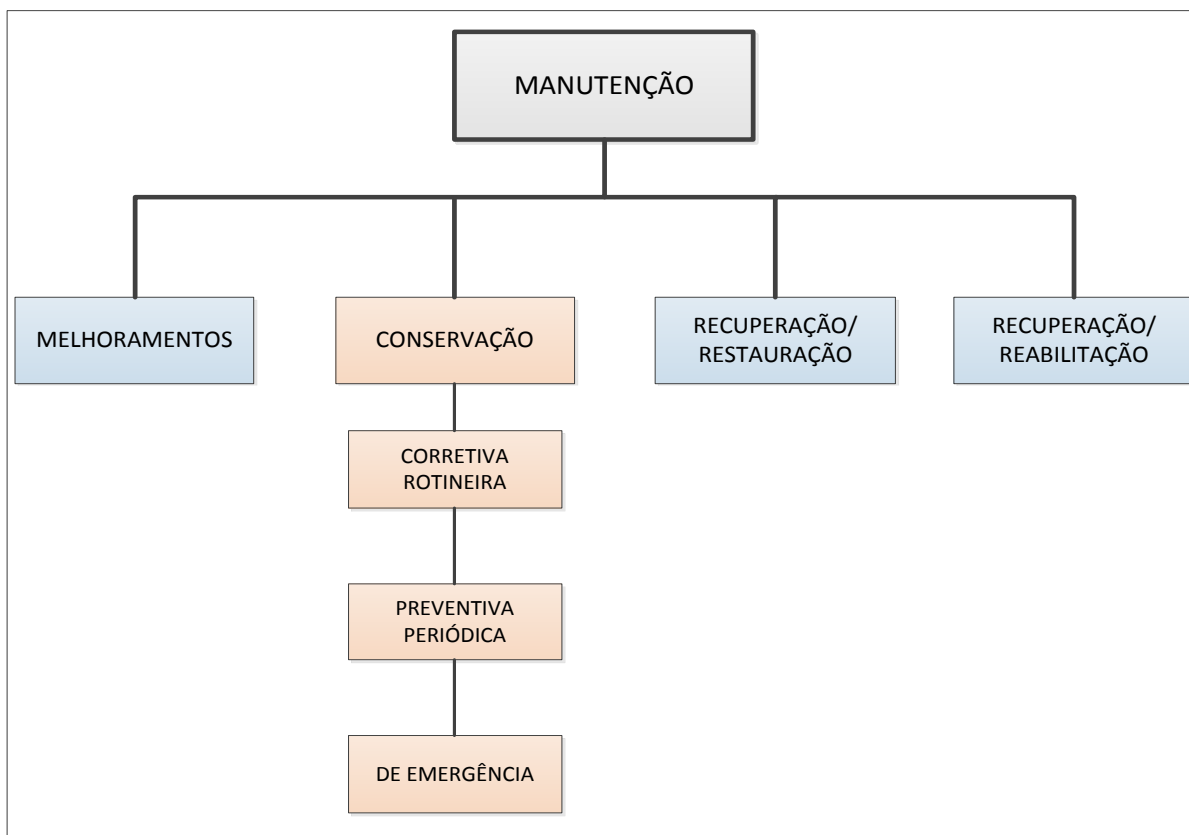 MANUTENÇÃO
MELHORAMENTOS
CONSERVAÇÃO
RECUPERAÇÃO/
RESTAURAÇÃO
RECUPERAÇÃO/
REABILITAÇÃO
CORRETIVA
ROTINEIRA
PREVENTIVA
PERIÓDICA
DE EMERGÊNCIA